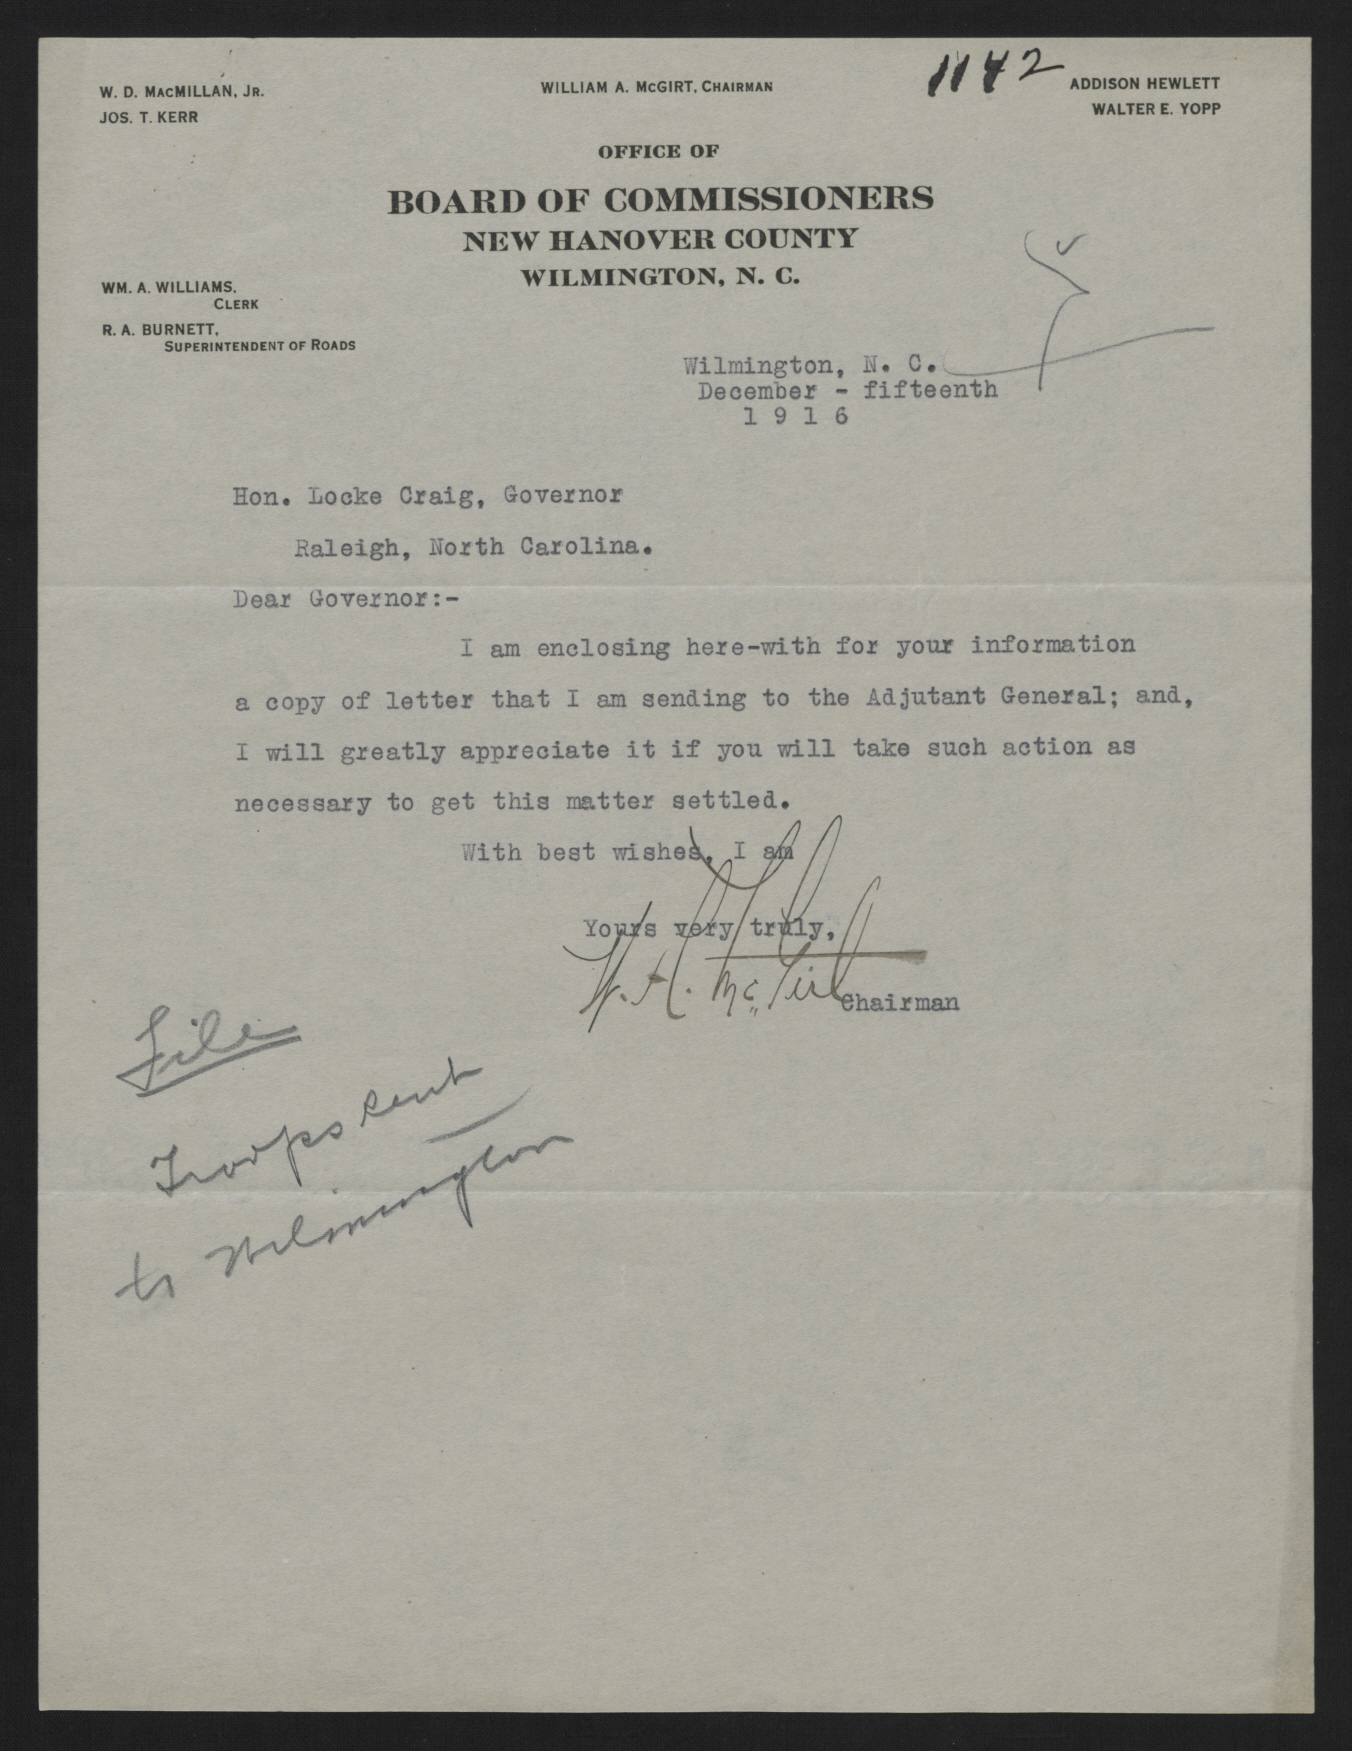 1142
W. D. MACMILLAN, JR.
JOS. T. KERR
WILLIAM A. MCGIRT, CHAIRMAN
ADDISON HEWLETT
WALTER E. YOPP
OFFICE OF
BOARD OF COMMISSIONERS
NEW HANOVER COUNTY
WILMINGTON, N. C.
WM. A. WILLIAMS,
CLERK
R. A. BURNETT,
SUPERINTENDENT OF ROADS
Wilmington, N. C.
December - fifteenth
1 9 1 6
Hon. Locke Craig, Governor
Raleigh, North Carolina.
Dear Governor:-
I am enclosing here-with for your information
a copy of letter that I am sending to the Adjutant General; and,
I will greatly appreciate it if you will take such action as
necessary to get this matter settled.
With best wishes, I am
Yours very truly,
W. A. McGirt
Chairman
File
Troops sent
to Wilmington